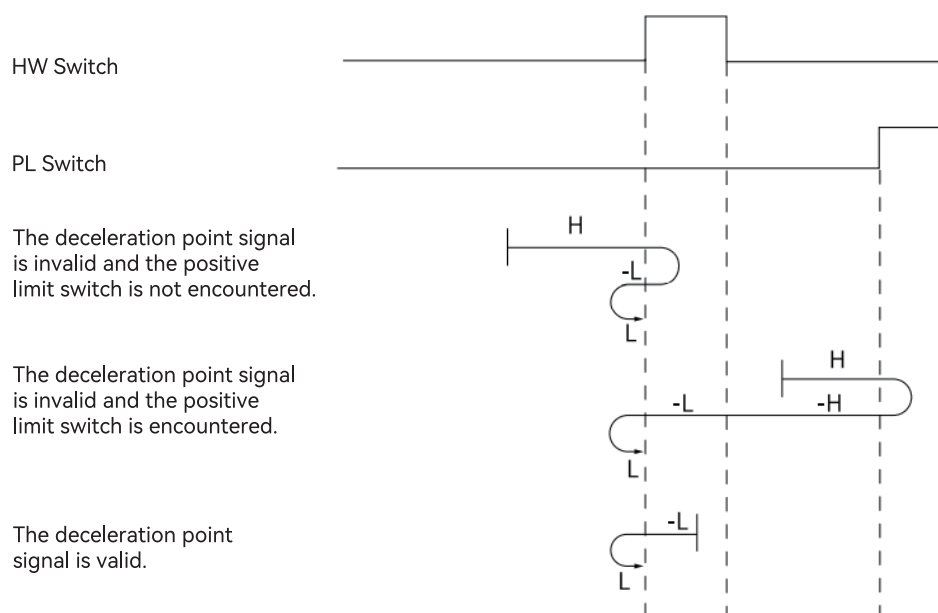 HW Switch
PL Switch
The deceleration point signal
is invalid and the positive
limit switch is not encountered.
H
-L
L
The deceleration point signal
is invalid and the positive
limit switch is encountered.
H
-L
-H
L
The deceleration point
signal is valid.
-L
L